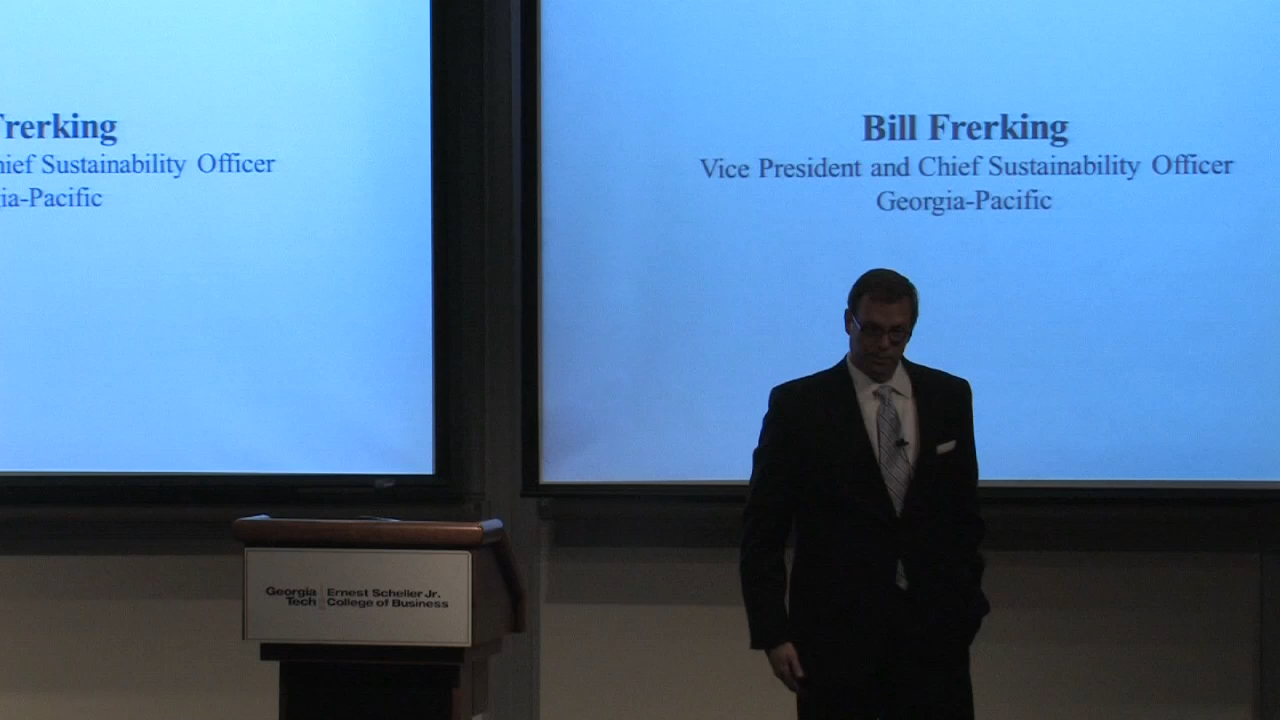 Frerking
hief Sustainability Officer
ia-Pacific
Bill Frerking
Vice President and Chief Sustainability Officer
Georgia-Pacific
Georgia Tech
Ernest Scheller Jr.
College of Business